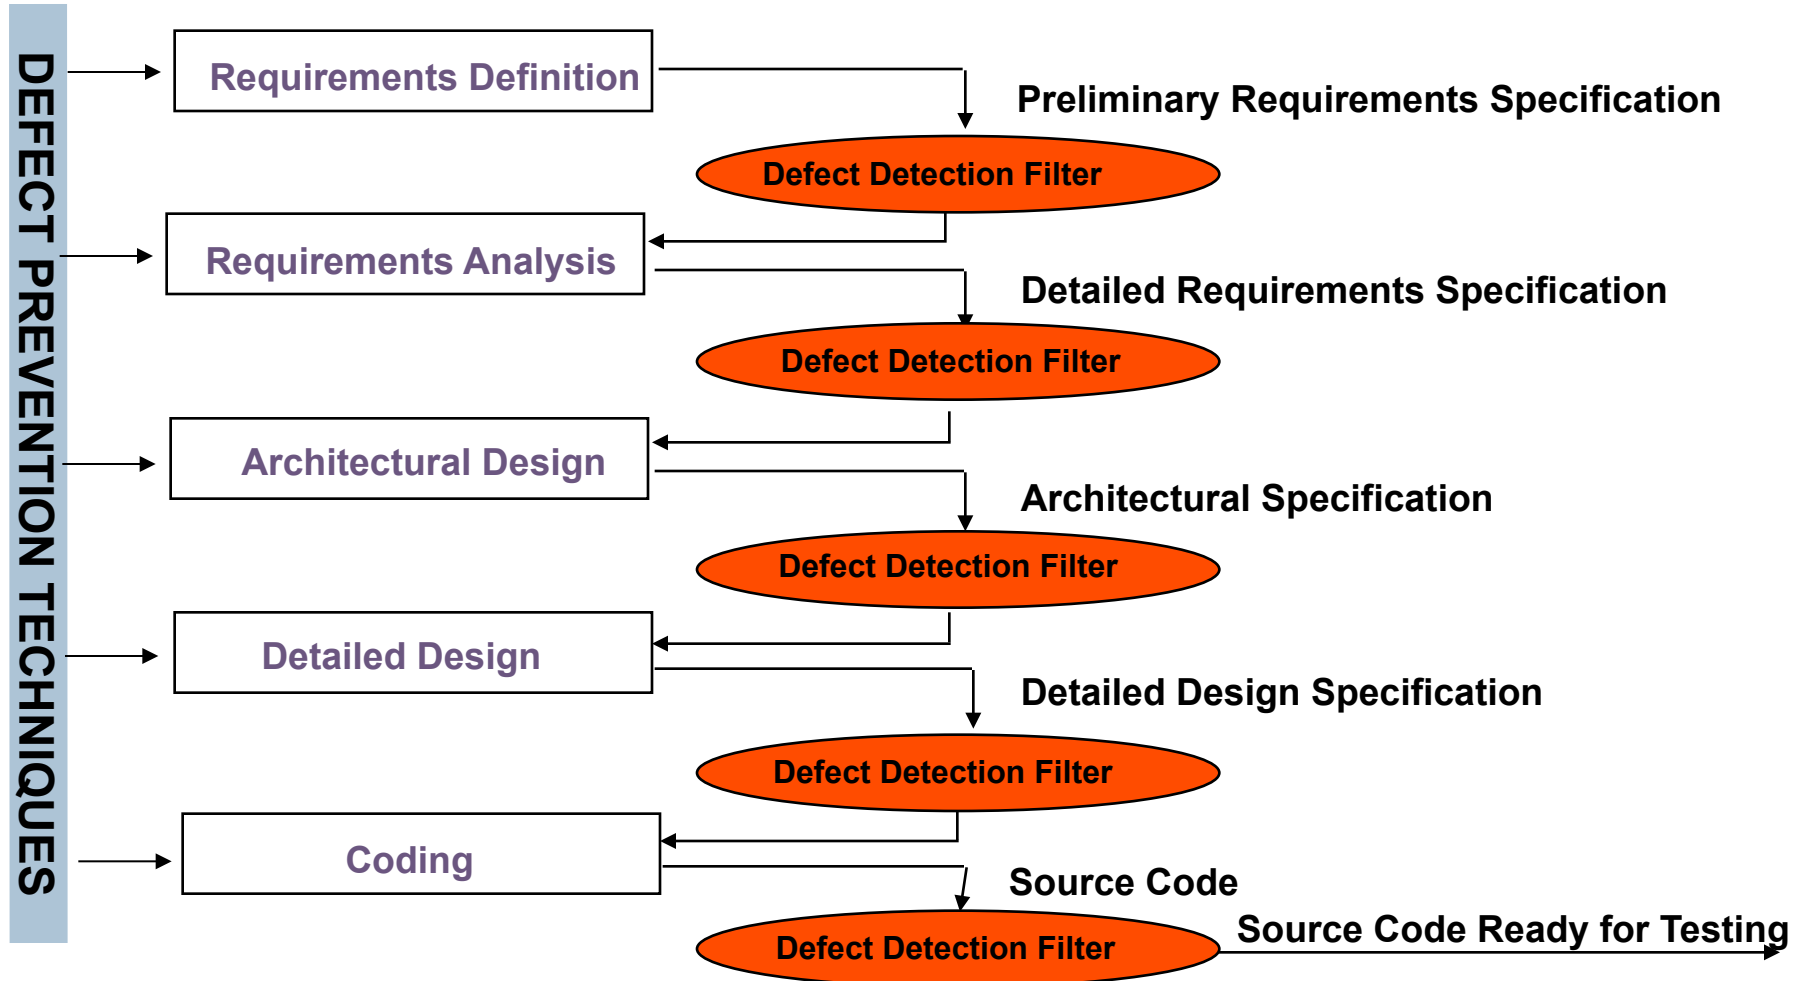 DEFECT PREVENTION TECHNIQUES
Requirements Definition
Preliminary Requirements Specification
Defect Detection Filter
Requirements Analysis
Detailed Requirements Specification
Defect Detection Filter
Architectural Design
Architectural Specification
Defect Detection Filter
Detailed Design
Detailed Design Specification
Defect Detection Filter
Coding
Source Code
Defect Detection Filter
Source Code Ready for Testing